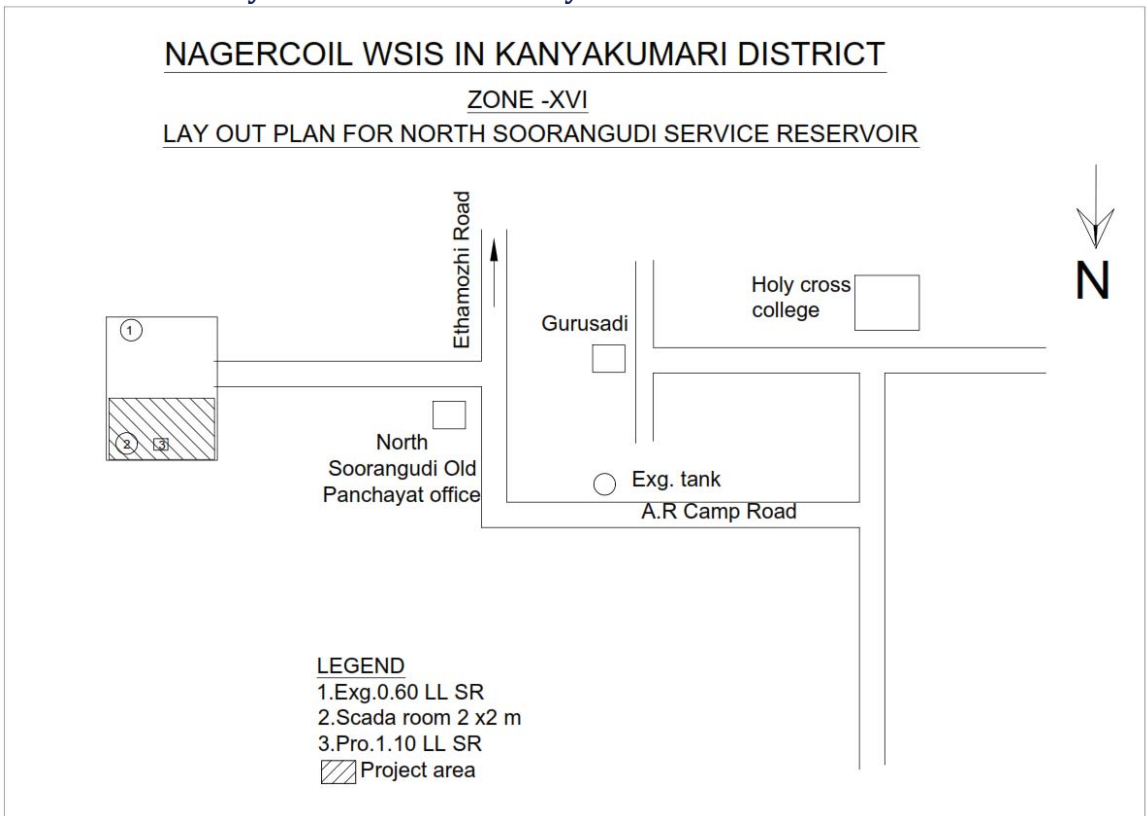 NAGERCOIL WSIS IN KANYAKUMARI DISTRICT
ZONE -XVI
LAY OUT PLAN FOR NORTH SOORANGUDI SERVICE RESERVOIR
Ethamozhi Road
N
Holy cross
college
Gurusadi
1
2
3
North
Soorangudi Old
Panchayat office
Exg. tank
A.R Camp Road
LEGEND
1.Exg.0.60 LL SR
2.Scada room 2 x2 m
3.Pro.1.10 LL SR
Project area